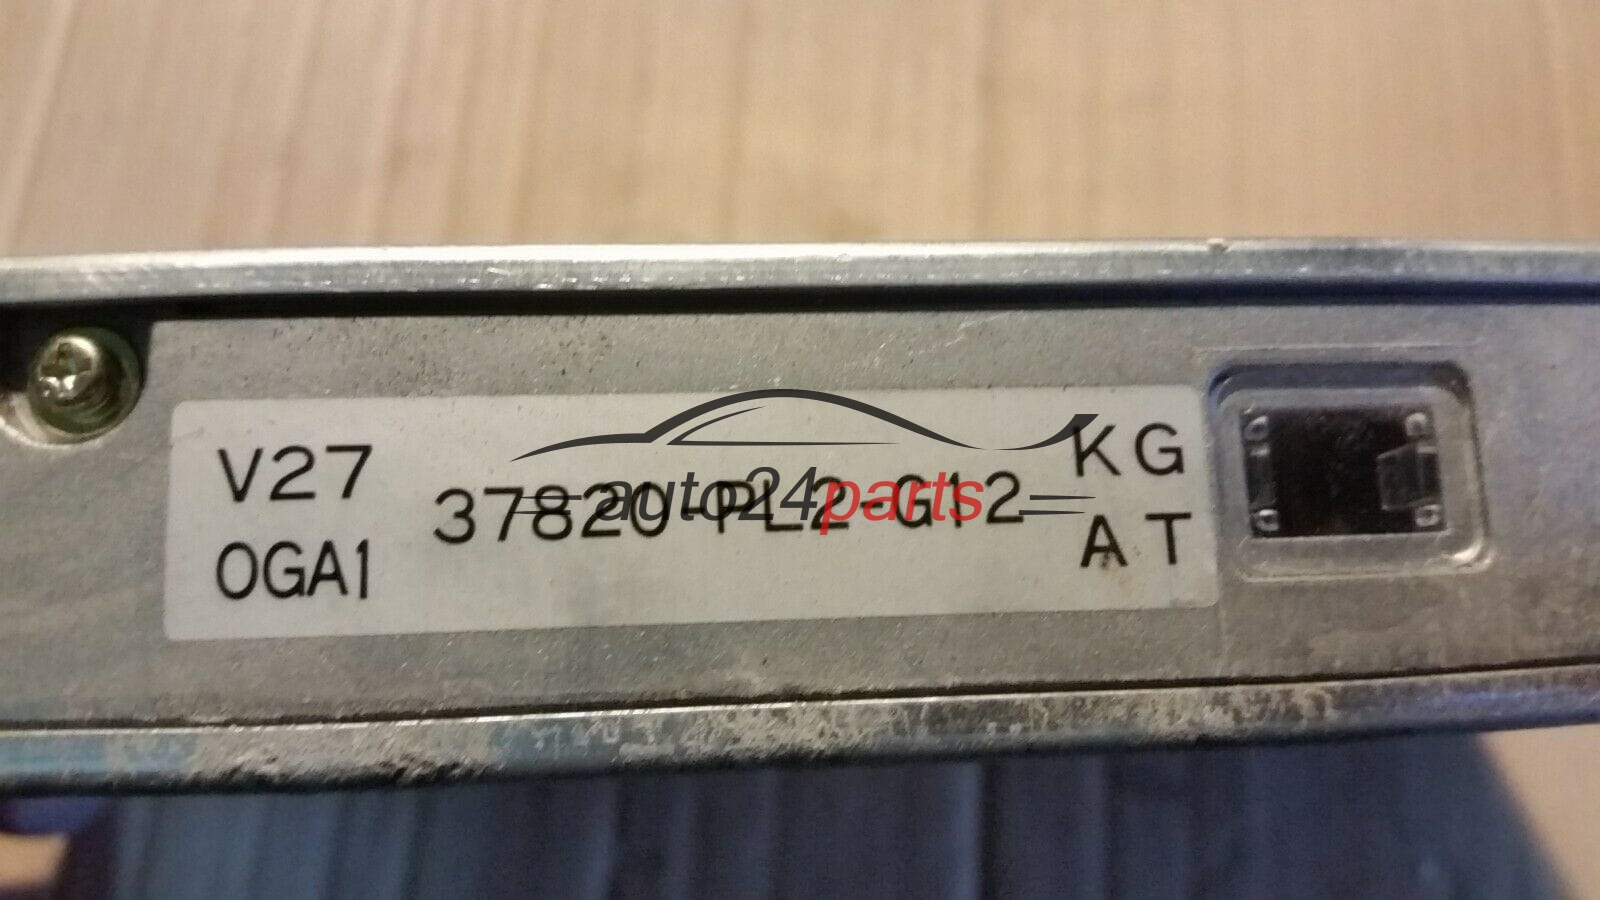 V27
0GA1
37820-PL2-G12
KG
AT
auto24parts